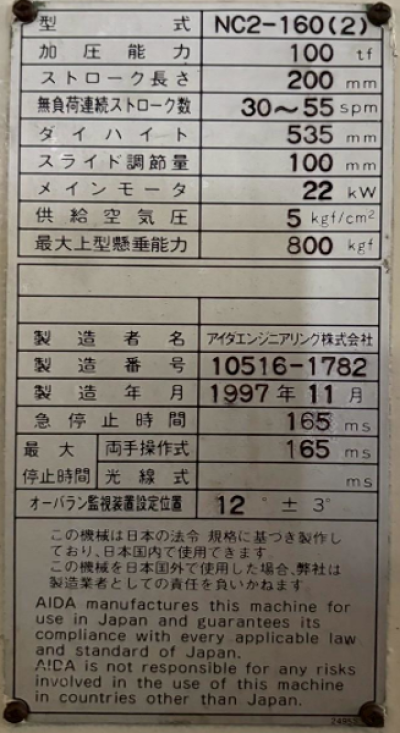 型式 NC2-160(2)
加圧能力 100 tf
ストローク長さ 200 mm
無負荷連続ストローク数 30～55 spm
ダイハイト 535 mm
スライド調節量 100 mm
メインモータ 22 kW
供給空気圧 5 kgf/cm²
最大上型懸垂能力 800 kgf
製造者名 アイダエンジニアリング株式会社
製造番号 10516-1782
製造年月 1997年 11月
急停止時間 165 ms
最大 両手操作式 165 ms
停止時間 光線式 ms
オーバラン監視装置設定位置 12° ± 3°
この機械は日本の法令 規格に基づき製作し
ており、日本国内で使用できます。
この機械を日本国外で使用した場合、弊社は
製造業者としての責任を負いかねます
AIDA manufactures this machine for
use in Japan and guarantees its
compliance with every applicable law
and standard of Japan.
AIDA is not responsible for any risks
involved in the use of this machine
in countries other than Japan.